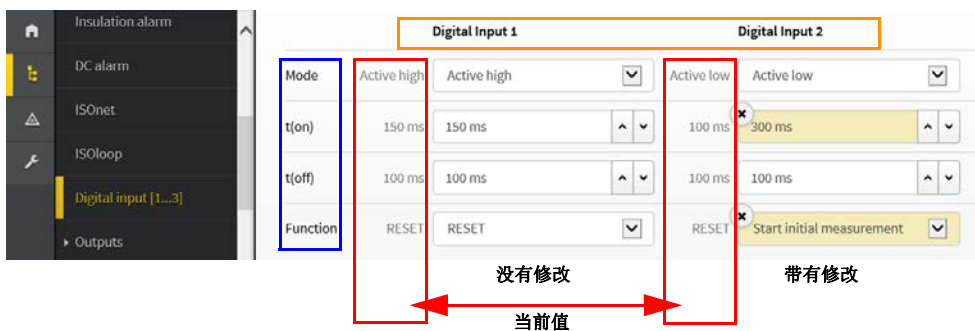 Insulation alarm
DC alarm
ISOnet
ISOloop
Digital input [1...3]
Outputs
Digital Input 1 Digital Input 2
Mode Active high Active high Active low Active low
t(on) 150 ms 150 ms 100 ms 300 ms
t(off) 100 ms 100 ms 100 ms 100 ms
Function RESET RESET RESET Start initial measurement
没有修改 带有修改
当前值